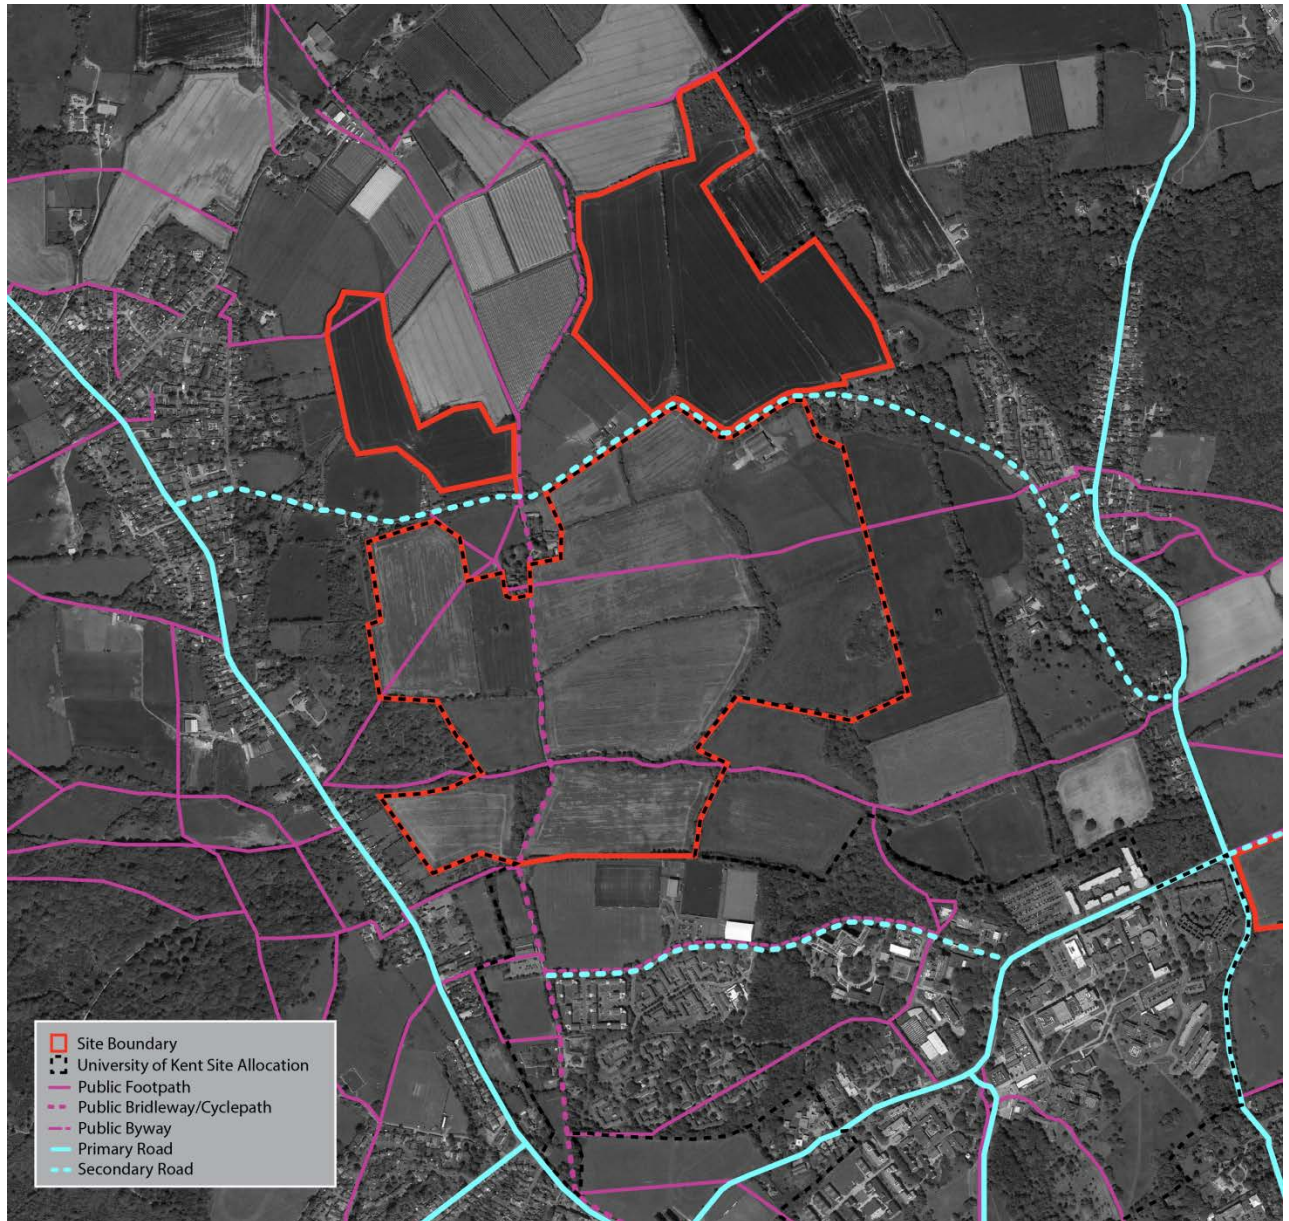 Site Boundary
University of Kent Site Allocation
Public Footpath
Public Bridleway/Cyclepath
Public Byway
Primary Road
Secondary Road